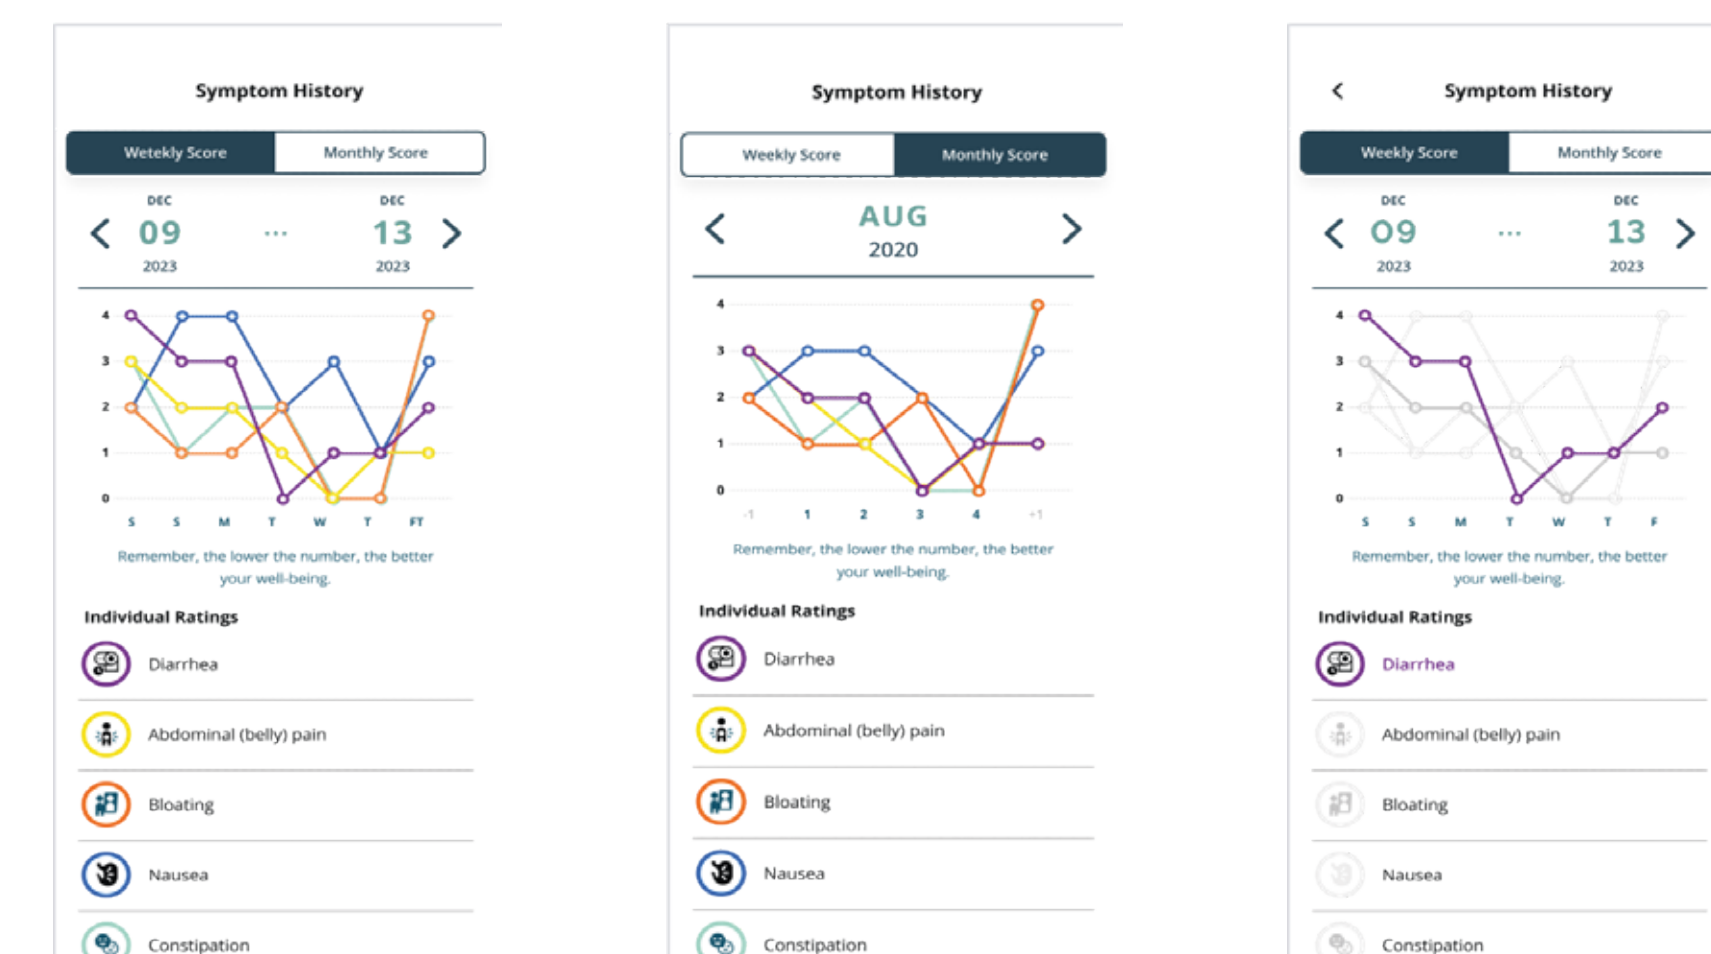 Symptom History
Wetekly Score Monthly Score
DEC DEC
09 ... 13
2023 2023
4
3
2
1
0
S S M T W T FT
Remember, the lower the number, the better
your well-being.
Individual Ratings
Diarrhea
Abdominal (belly) pain
Bloating
Nausea
Constipation
Symptom History
Weekly Score Monthly Score
AUG
2020
4
3
2
1
0
-1 1 2 3 4 +1
Remember, the lower the number, the better
your well-being.
Individual Ratings
Diarrhea
Abdominal (belly) pain
Bloating
Nausea
Constipation
Symptom History
Weekly Score Monthly Score
DEC DEC
09 ... 13
2023 2023
4
3
2
1
0
S S M T W T F
Remember, the lower the number, the better
your well-being.
Individual Ratings
Diarrhea
Abdominal (belly) pain
Bloating
Nausea
Constipation